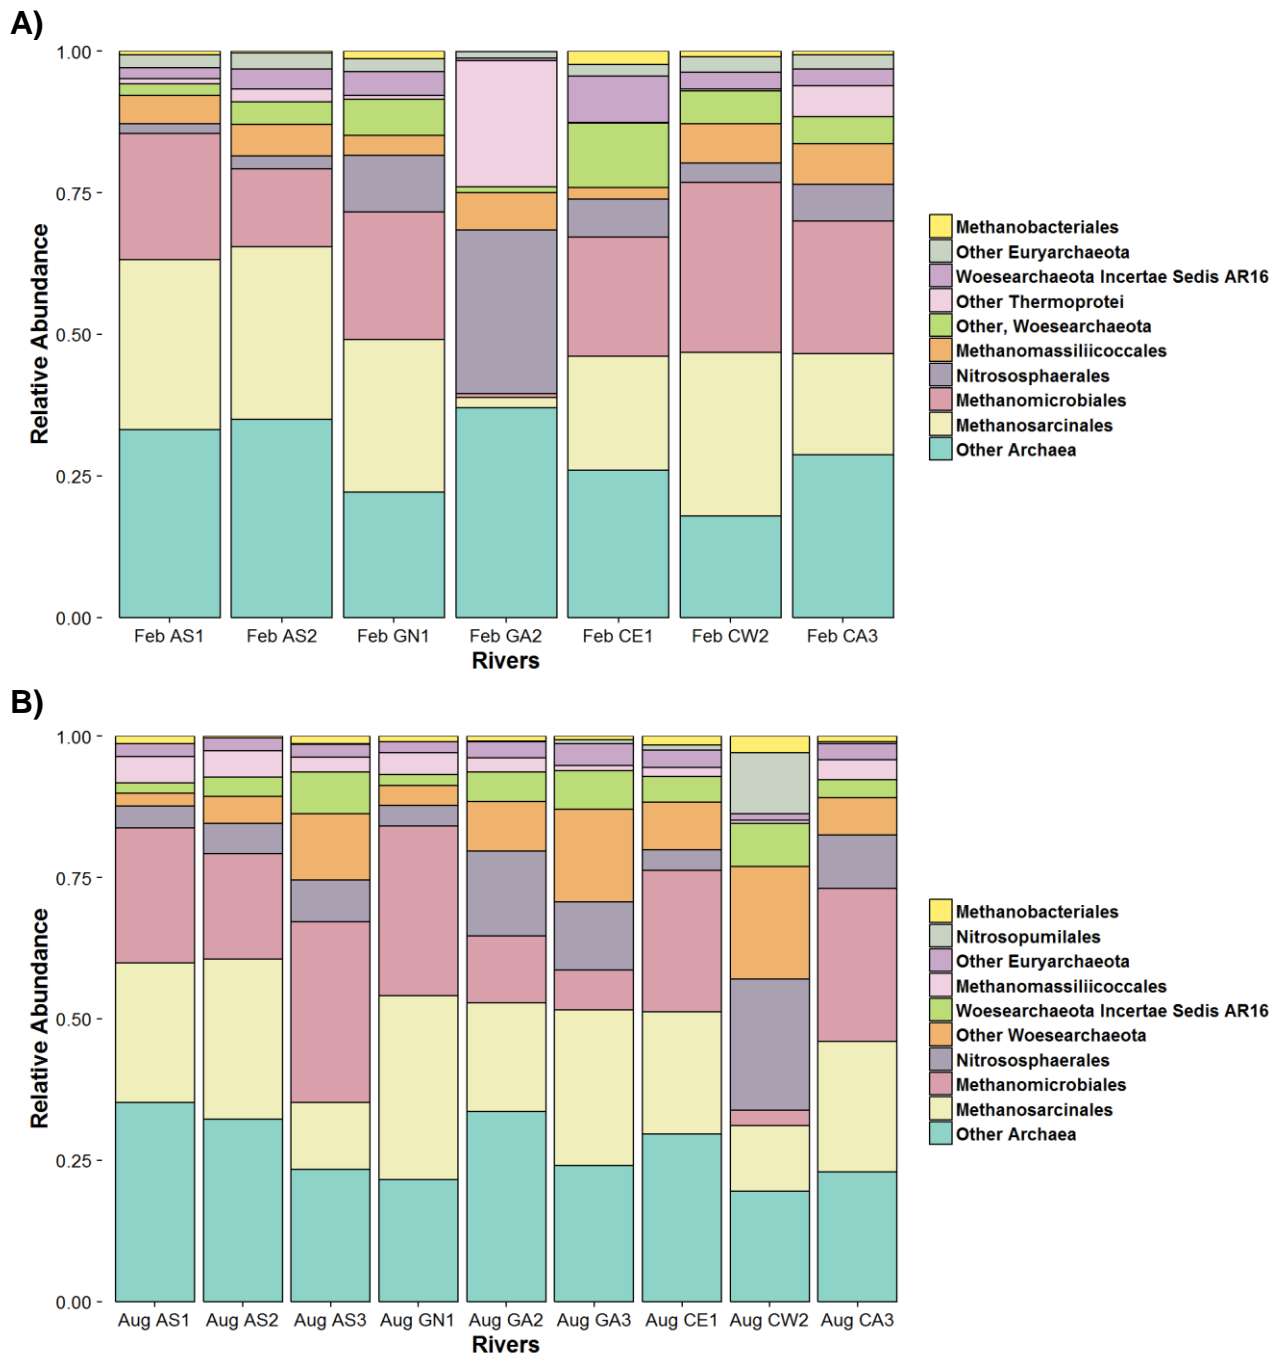 A)
1.00
0.75
0.50
0.25
0.00
Relative Abundance
Feb AS1 Feb AS2 Feb GN1 Feb GA2 Feb CE1 Feb CW2 Feb CA3
Rivers
Methanobacteriales
Other Euryarchaeota
Woesearchaeota Incertae Sedis AR16
Other Thermoprotei
Other, Woesearchaeota
Methanomassiliicoccales
Nitrososphaerales
Methanomicrobiales
Methanosarcinales
Other Archaea
B)
1.00
0.75
0.50
0.25
0.00
Relative Abundance
Aug AS1 Aug AS2 Aug AS3 Aug GN1 Aug GA2 Aug GA3 Aug CE1 Aug CW2 Aug CA3
Rivers
Methanobacteriales
Nitrosopumilales
Other Euryarchaeota
Methanomassiliicoccales
Woesearchaeota Incertae Sedis AR16
Other Woesearchaeota
Nitrososphaerales
Methanomicrobiales
Methanosarcinales
Other Archaea